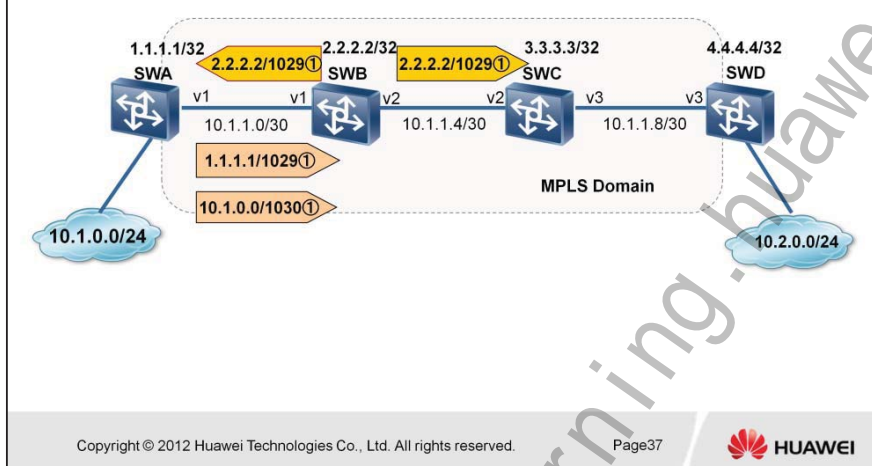 1.1.1.1/32 2.2.2.2/32 3.3.3.3/32 4.4.4.4/32
2.2.2.2/1029① 2.2.2.2/1029①
SWA SWB SWC SWD
v1 v1 v2 v2 v3 v3
10.1.1.0/30 10.1.1.4/30 10.1.1.8/30
1.1.1.1/1029①
MPLS Domain
10.1.0.0/1030①
10.1.0.0/24 10.2.0.0/24
Copyright © 2012 Huawei Technologies Co., Ltd. All rights reserved. Page37 HUAWEI
rning.huawe